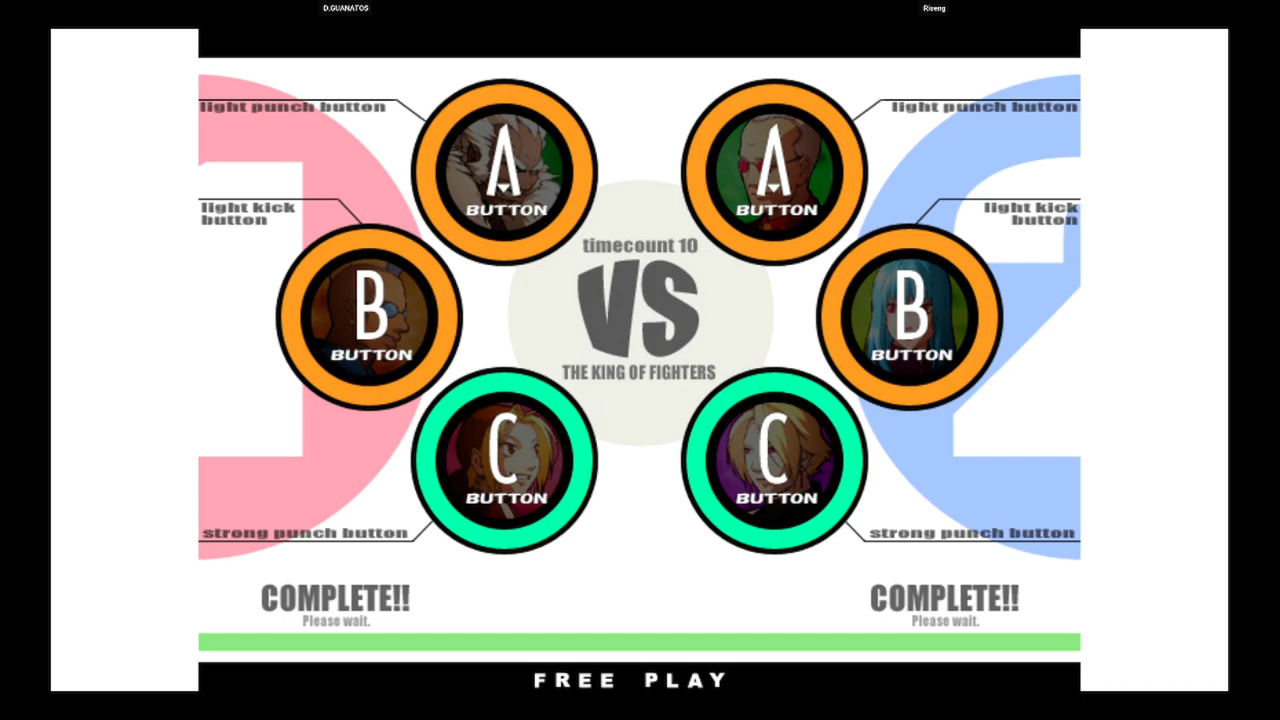 D.GUANATOS
Riseng
light punch button
light punch button
A
BUTTON
A
BUTTON
light kick
button
light kick
button
timecount 10
VS
THE KING OF FIGHTERS
B
BUTTON
B
BUTTON
C
BUTTON
C
BUTTON
strong punch button
strong punch button
COMPLETE!!
Please wait.
COMPLETE!!
Please wait.
FREE PLAY